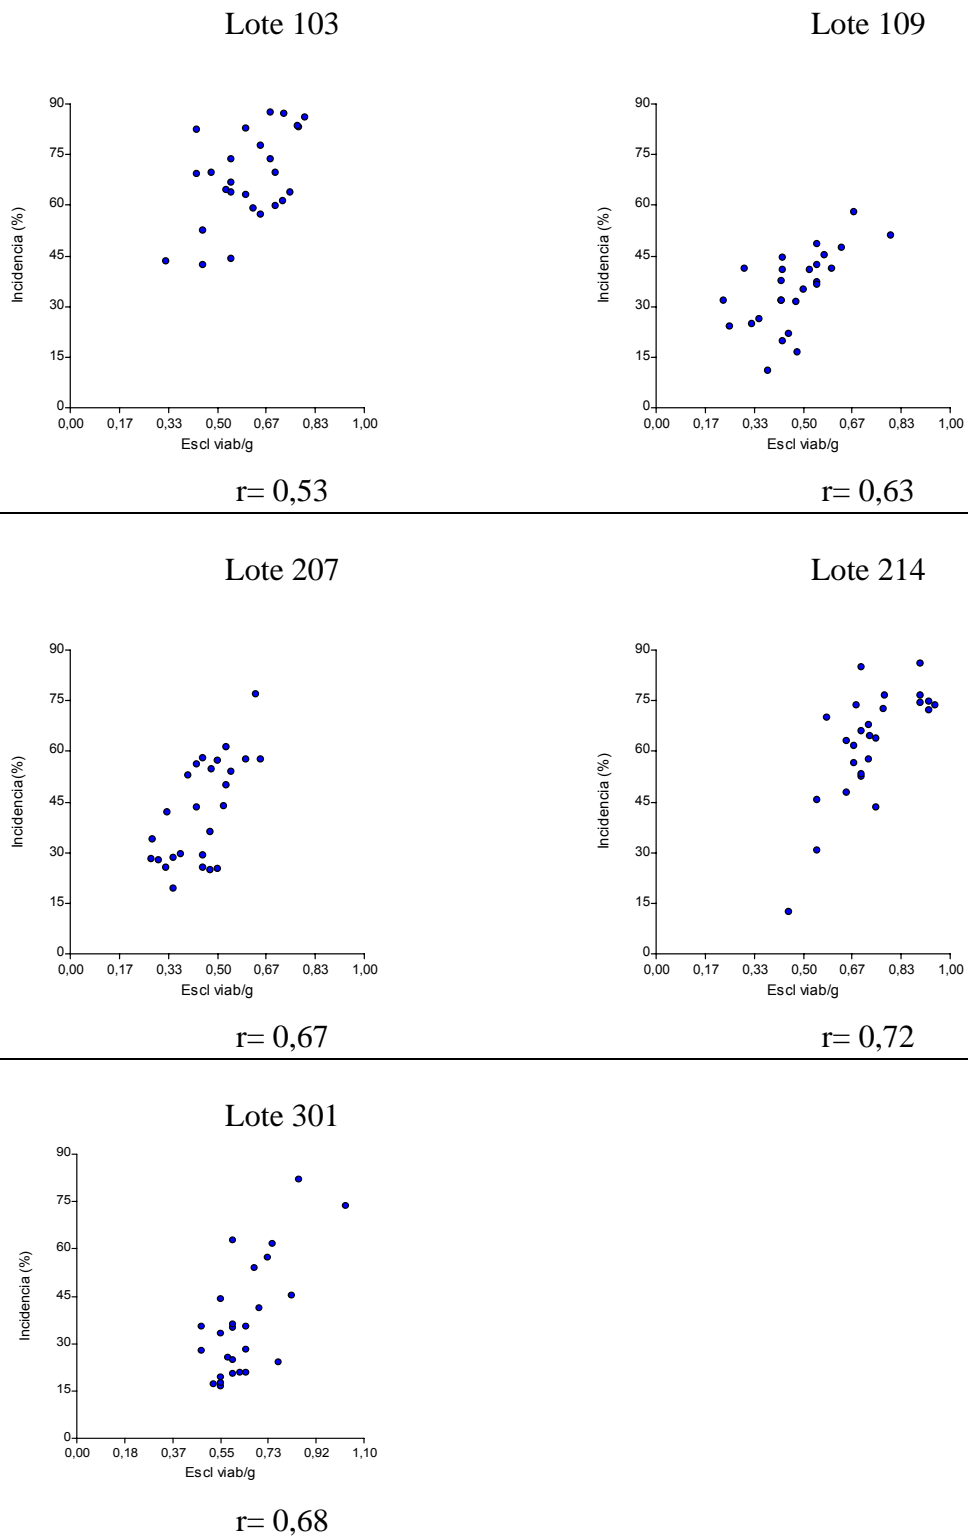 Lote 103
90
75
60
45
30
15
0
Incidencia (%)
0,00 0,17 0,33 0,50 0,67 0,83 1,00
Escl viab/g
r= 0,53
Lote 109
90
75
60
45
30
15
0
Incidencia (%)
0,00 0,17 0,33 0,50 0,67 0,83 1,00
Escl viab/g
r= 0,63
Lote 207
90
75
60
45
30
15
0
Incidencia(%)
0,00 0,17 0,33 0,50 0,67 0,83 1,00
Escl viab/g
r= 0,67
Lote 214
90
75
60
45
30
15
0
Incidencia (%)
0,00 0,17 0,33 0,50 0,67 0,83 1,00
Escl viab/g
r= 0,72
Lote 301
90
75
60
45
30
15
0
Incidencia (%)
0,00 0,18 0,37 0,55 0,73 0,92 1,10
Escl viab/g
r= 0,68